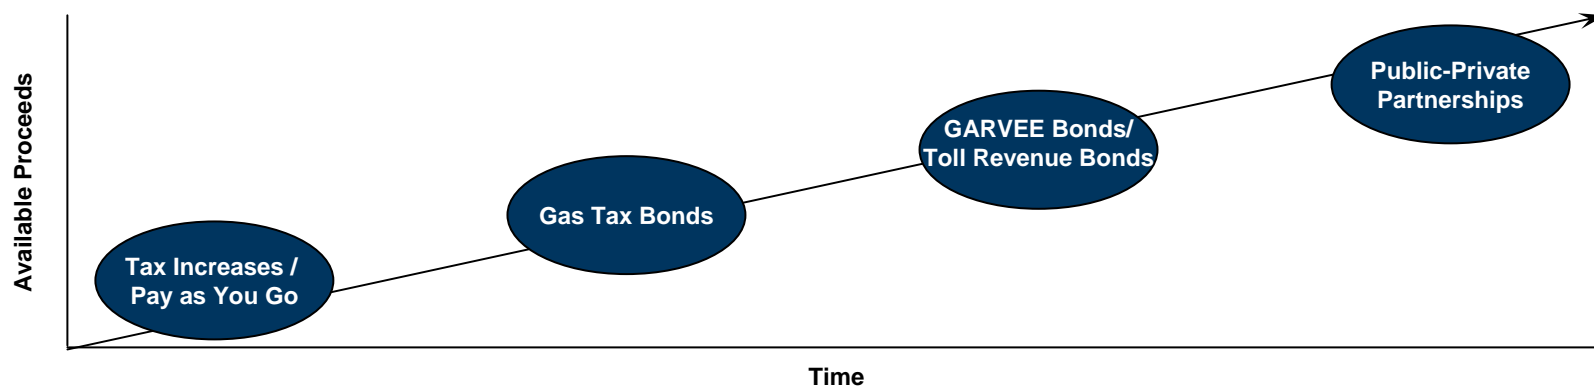 Available Proceeds
Public-Private
Partnerships
GARVEE Bonds/
Toll Revenue Bonds
Gas Tax Bonds
Tax Increases /
Pay as You Go
Time